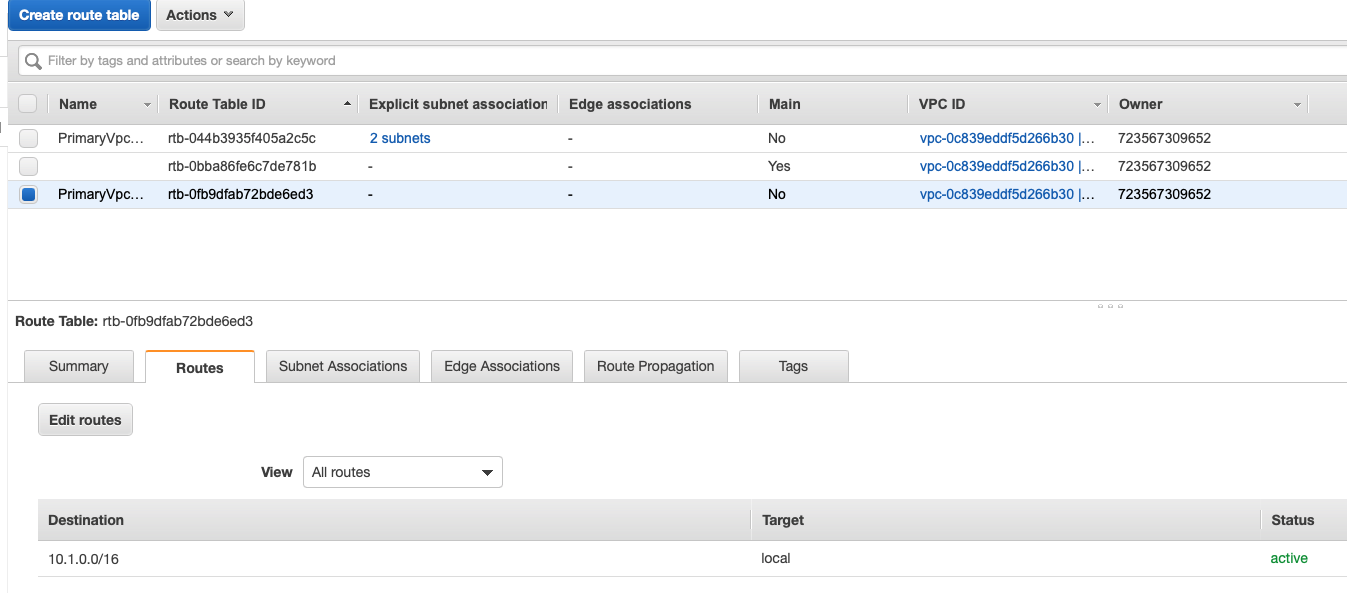 Create route table Actions
Filter by tags and attributes or search by keyword
Name Route Table ID Explicit subnet association Edge associations Main VPC ID Owner
PrimaryVpc... rtb-044b3935f405a2c5c 2 subnets - No vpc-0c839eddf5d266b30 |... 723567309652
rtb-0bba86fe6c7de781b - - Yes vpc-0c839eddf5d266b30 |... 723567309652
PrimaryVpc... rtb-0fb9dfab72bde6ed3 - - No vpc-0c839eddf5d266b30 |... 723567309652
Route Table: rtb-0fb9dfab72bde6ed3
Summary Routes Subnet Associations Edge Associations Route Propagation Tags
Edit routes
View All routes
Destination Target Status
10.1.0.0/16 local active